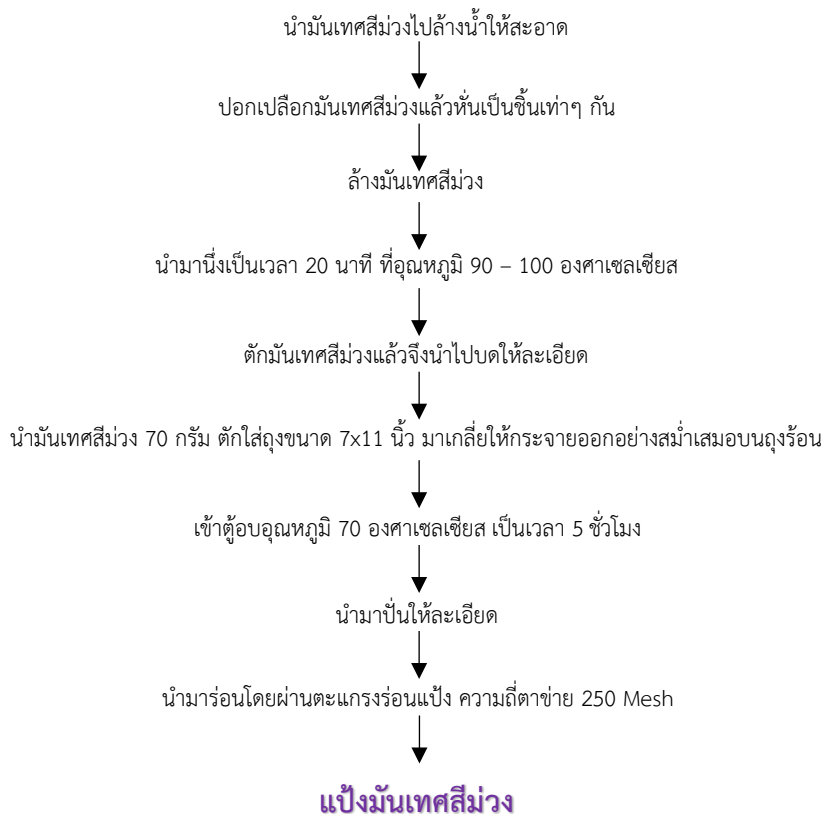 นำมันเทศสีม่วงไปล้างน้ำให้สะอาด
ปอกเปลือกมันเทศสีม่วงแล้วหั่นเป็นชิ้นเท่าๆ กัน
ล้างมันเทศสีม่วง
นำมานึ่งเป็นเวลา 20 นาที ที่อุณหภูมิ 90 – 100 องศาเซลเซียส
ตักมันเทศสีม่วงแล้วจึงนำไปบดให้ละเอียด
นำมันเทศสีม่วง 70 กรัม ตักใส่ถุงขนาด 7x11 นิ้ว มาเกลี่ยให้กระจายออกอย่างสม่ำเสมอบนถุงร้อน
เข้าตู้อบอุณหภูมิ 70 องศาเซลเซียส เป็นเวลา 5 ชั่วโมง
นำมาปั่นให้ละเอียด
นำมาร่อนโดยผ่านตะแกรงร่อนแป้ง ความถี่ตาข่าย 250 Mesh
แป้งมันเทศสีม่วง